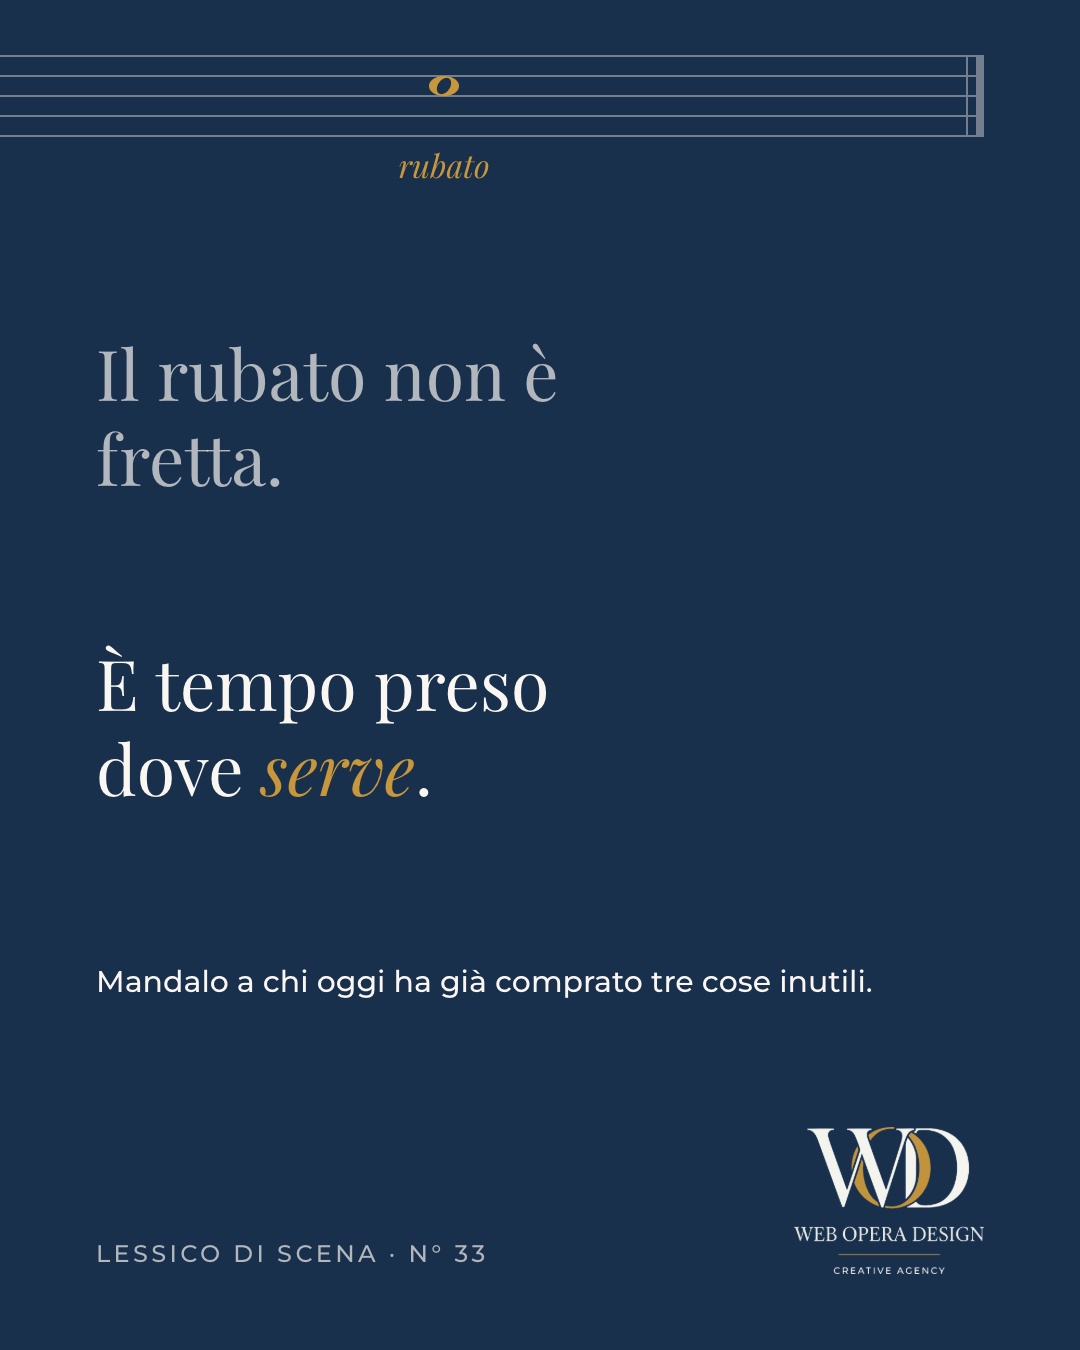 rubato
Il rubato non è
fretta.
È tempo preso
dove serve.
Mandalo a chi oggi ha già comprato tre cose inutili.
LESSICO DI SCENA · N° 33
WOD
WEB OPERA DESIGN
CREATIVE AGENCY